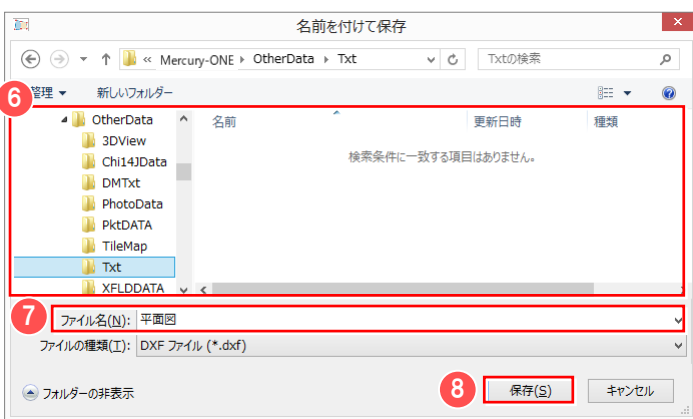 名前を付けて保存
« Mercury-ONE ▸ OtherData ▸ Txt Txtの検索
6 整理 ▼ 新しいフォルダー
OtherData 名前 更新日時 種類
3DView
Chi14JData 検索条件に一致する項目はありません。
DMTxt
PhotoData
PktDATA
TileMap
Txt
XFLDDATA
7 ファイル名(N): 平面図
ファイルの種類(T): DXF ファイル (*.dxf)
フォルダーの非表示 8 保存(S) キャンセル